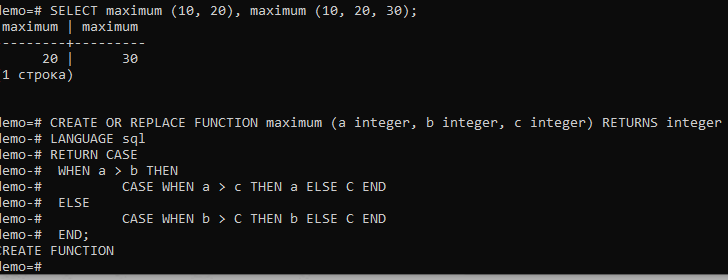 demo=# SELECT maximum (10, 20), maximum (10, 20, 30);
maximum | maximum
--------+---------
20 | 30
1 строка)
demo=# CREATE OR REPLACE FUNCTION maximum (a integer, b integer, c integer) RETURNS integer
demo-# LANGUAGE sql
demo-# RETURN CASE
demo-# WHEN a > b THEN
demo-# CASE WHEN a > c THEN a ELSE C END
demo-# ELSE
demo-# CASE WHEN b > C THEN b ELSE C END
demo-# END;
CREATE FUNCTION
demo=#